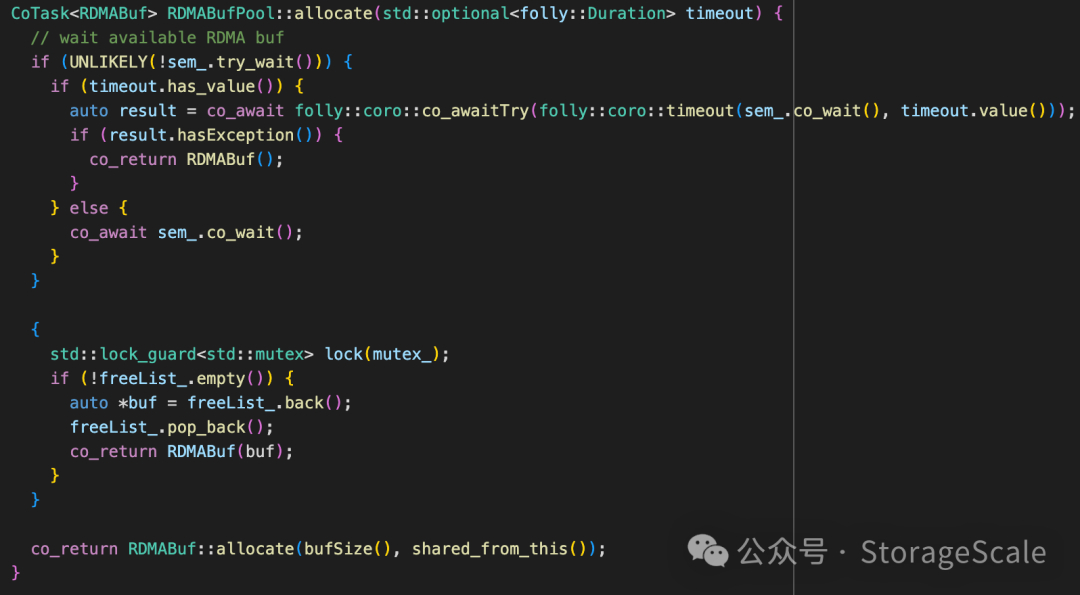 CoTask<RDMABuf> RDMABufPool::allocate(std::optional<folly::Duration> timeout) {
  // wait available RDMA buf
  if (UNLIKELY(!sem_.try_wait())) {
    if (timeout.has_value()) {
      auto result = co_await folly::coro::co_awaitTry(folly::coro::timeout(sem_.co_wait(), timeout.value()));
      if (result.hasException()) {
        co_return RDMABuf();
      }
    } else {
      co_await sem_.co_wait();
    }
  }

  {
    std::lock_guard<std::mutex> lock(mutex_);
    if (!freeList_.empty()) {
      auto *buf = freeList_.back();
      freeList_.pop_back();
      co_return RDMABuf(buf);
    }
  }

  co_return RDMABuf::allocate(bufSize(), shared_from_this());
}
公众号 · StorageScale